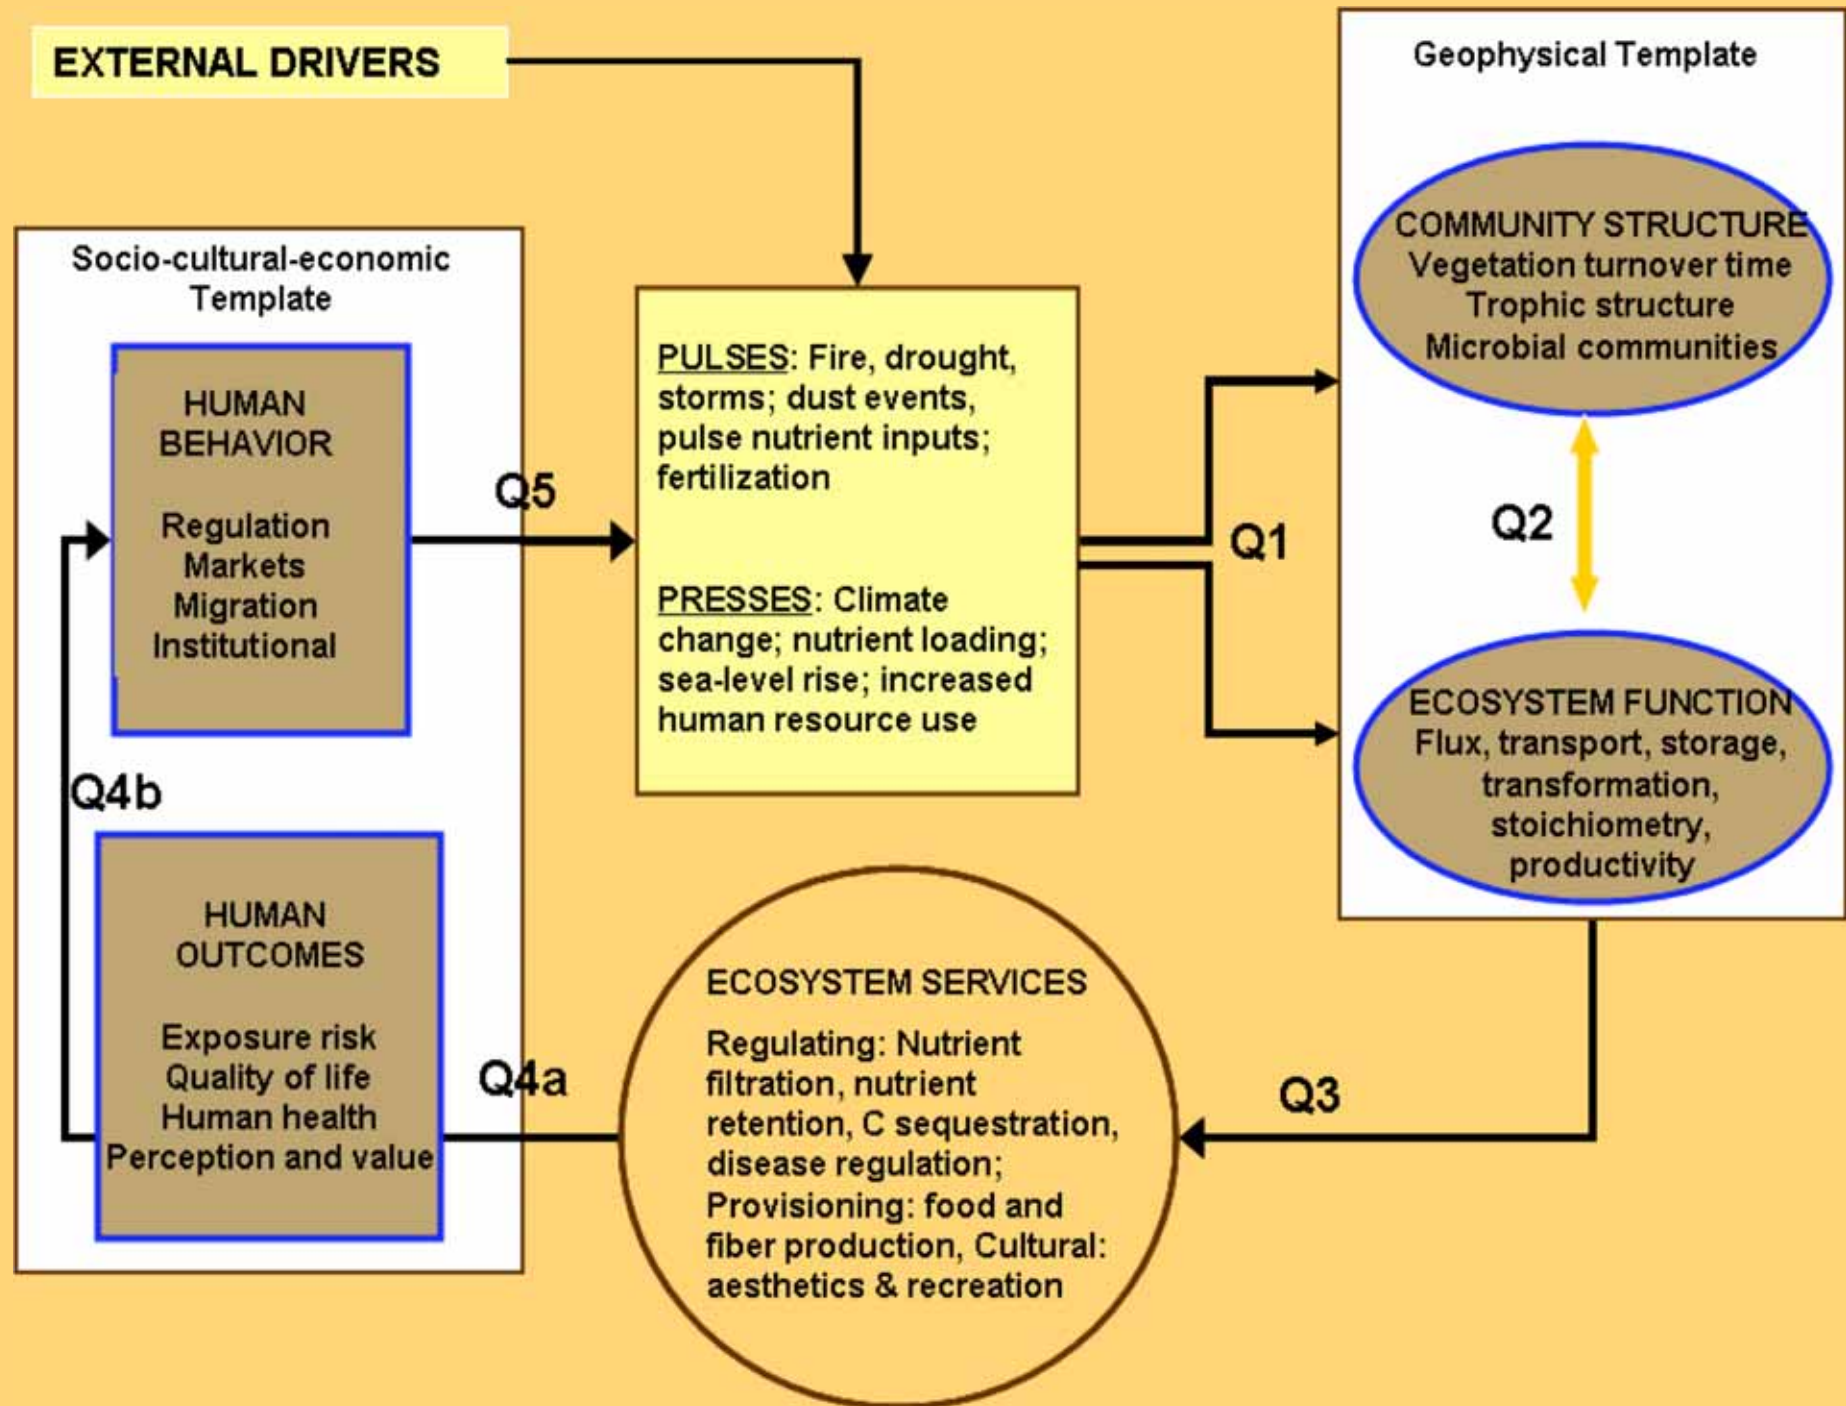 EXTERNAL DRIVERS
Geophysical Template
COMMUNITY STRUCTURE
Vegetation turnover time
Trophic structure
Microbial communities
Q2
ECOSYSTEM FUNCTION
Flux, transport, storage,
transformation,
stoichiometry,
productivity
Socio-cultural-economic
Template
HUMAN
BEHAVIOR
Regulation
Markets
Migration
Institutional
Q5
PULSES: Fire, drought,
storms; dust events,
pulse nutrient inputs;
fertilization
PRESSES: Climate
change; nutrient loading;
sea-level rise; increased
human resource use
Q1
Q4b
HUMAN
OUTCOMES
Exposure risk
Quality of life
Human health
Perception and value
Q4a
ECOSYSTEM SERVICES
Regulating: Nutrient
filtration, nutrient
retention, C sequestration,
disease regulation;
Provisioning: food and
fiber production, Cultural:
aesthetics & recreation
Q3